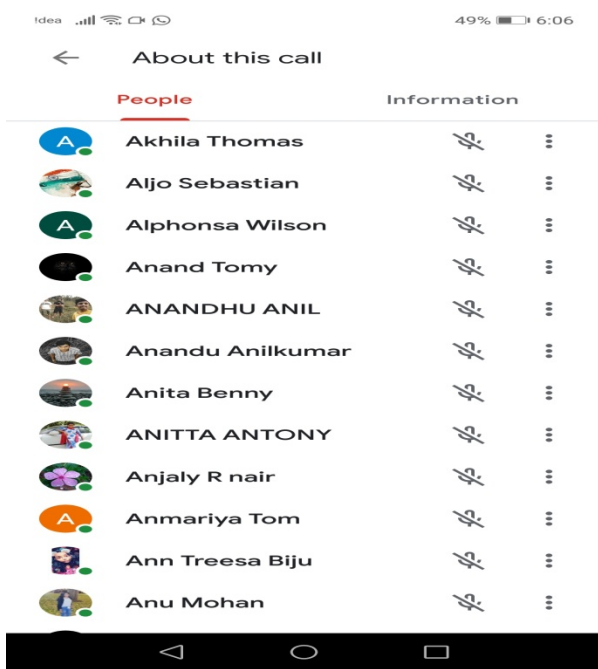 !dea 49% 6:06
About this call
People Information
A Akhila Thomas
Aljo Sebastian
A Alphonsa Wilson
Anand Tomy
ANANDHU ANIL
Anandu Anilkumar
Anita Benny
ANITTA ANTONY
Anjaly R nair
A Anmariya Tom
Ann Treesa Biju
Anu Mohan